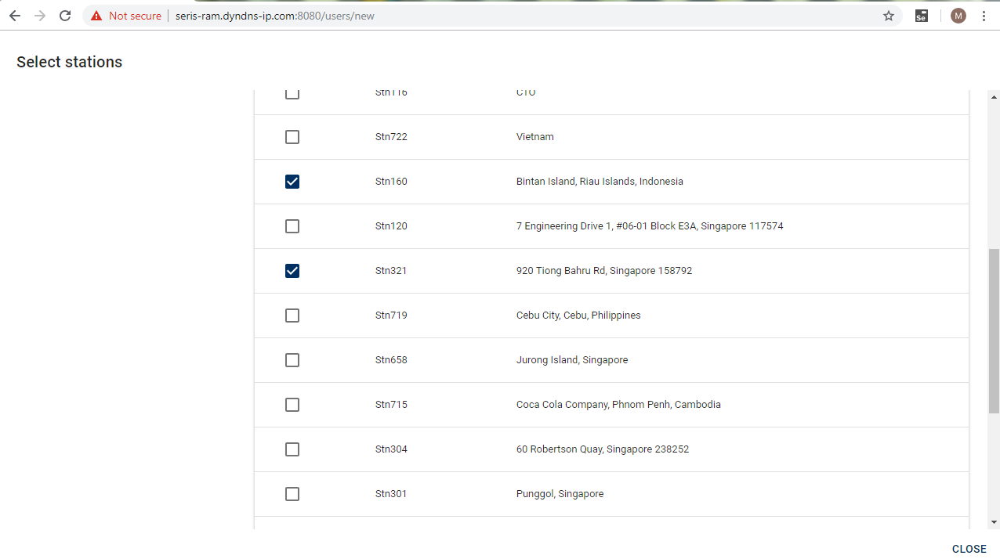 Not secure seris-ram.dyndns-ip.com:8080/users/new Se M
Select stations
Stn116 CTO
Stn722 Vietnam
Stn160 Bintan Island, Riau Islands, Indonesia
Stn120 7 Engineering Drive 1, #06-01 Block E3A, Singapore 117574
Stn321 920 Tiong Bahru Rd, Singapore 158792
Stn719 Cebu City, Cebu, Philippines
Stn658 Jurong Island, Singapore
Stn715 Coca Cola Company, Phnom Penh, Cambodia
Stn304 60 Robertson Quay, Singapore 238252
Stn301 Punggol, Singapore
CLOSE